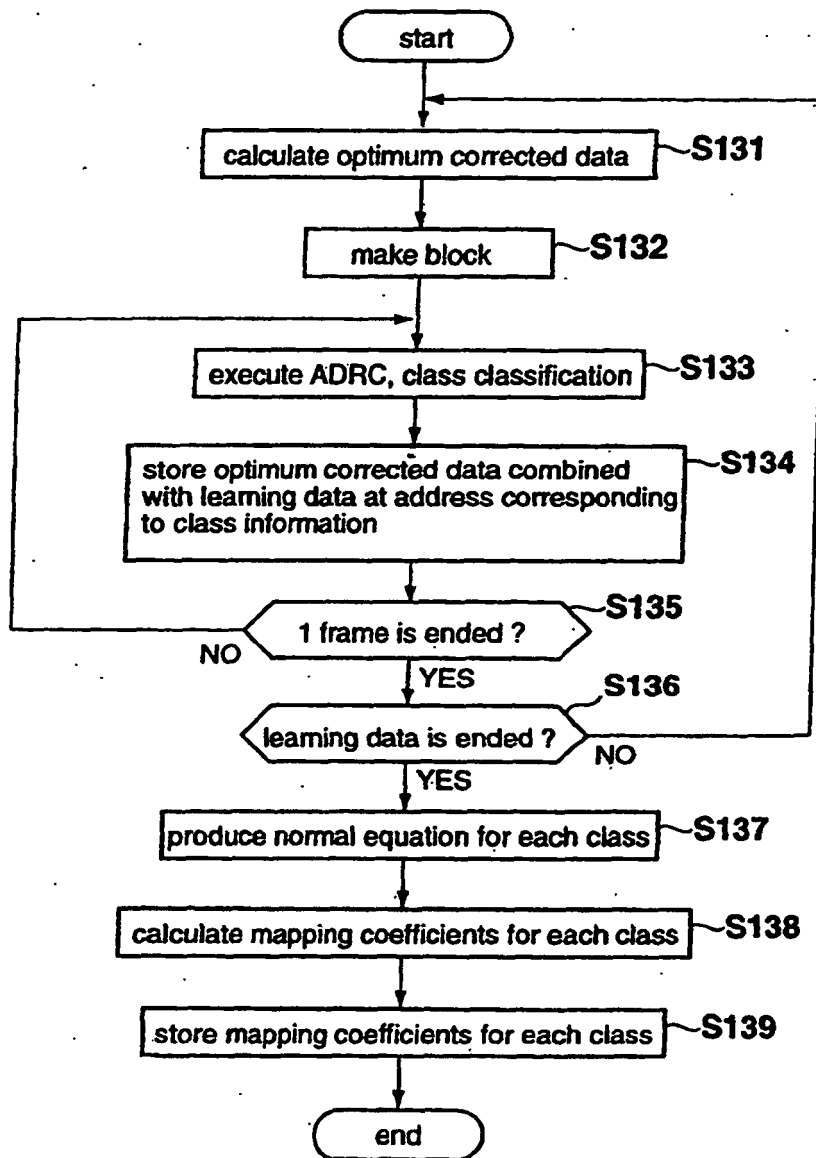 start
calculate optimum corrected data
S131
make block
S132
execute ADRC, class classification
S133
store optimum corrected data combined
with learning data at address corresponding
to class information
S134
1 frame is ended ?
S135
NO
YES
learning data is ended ?
S136
NO
YES
produce normal equation for each class
S137
calculate mapping coefficients for each class
S138
store mapping coefficients for each class
S139
end